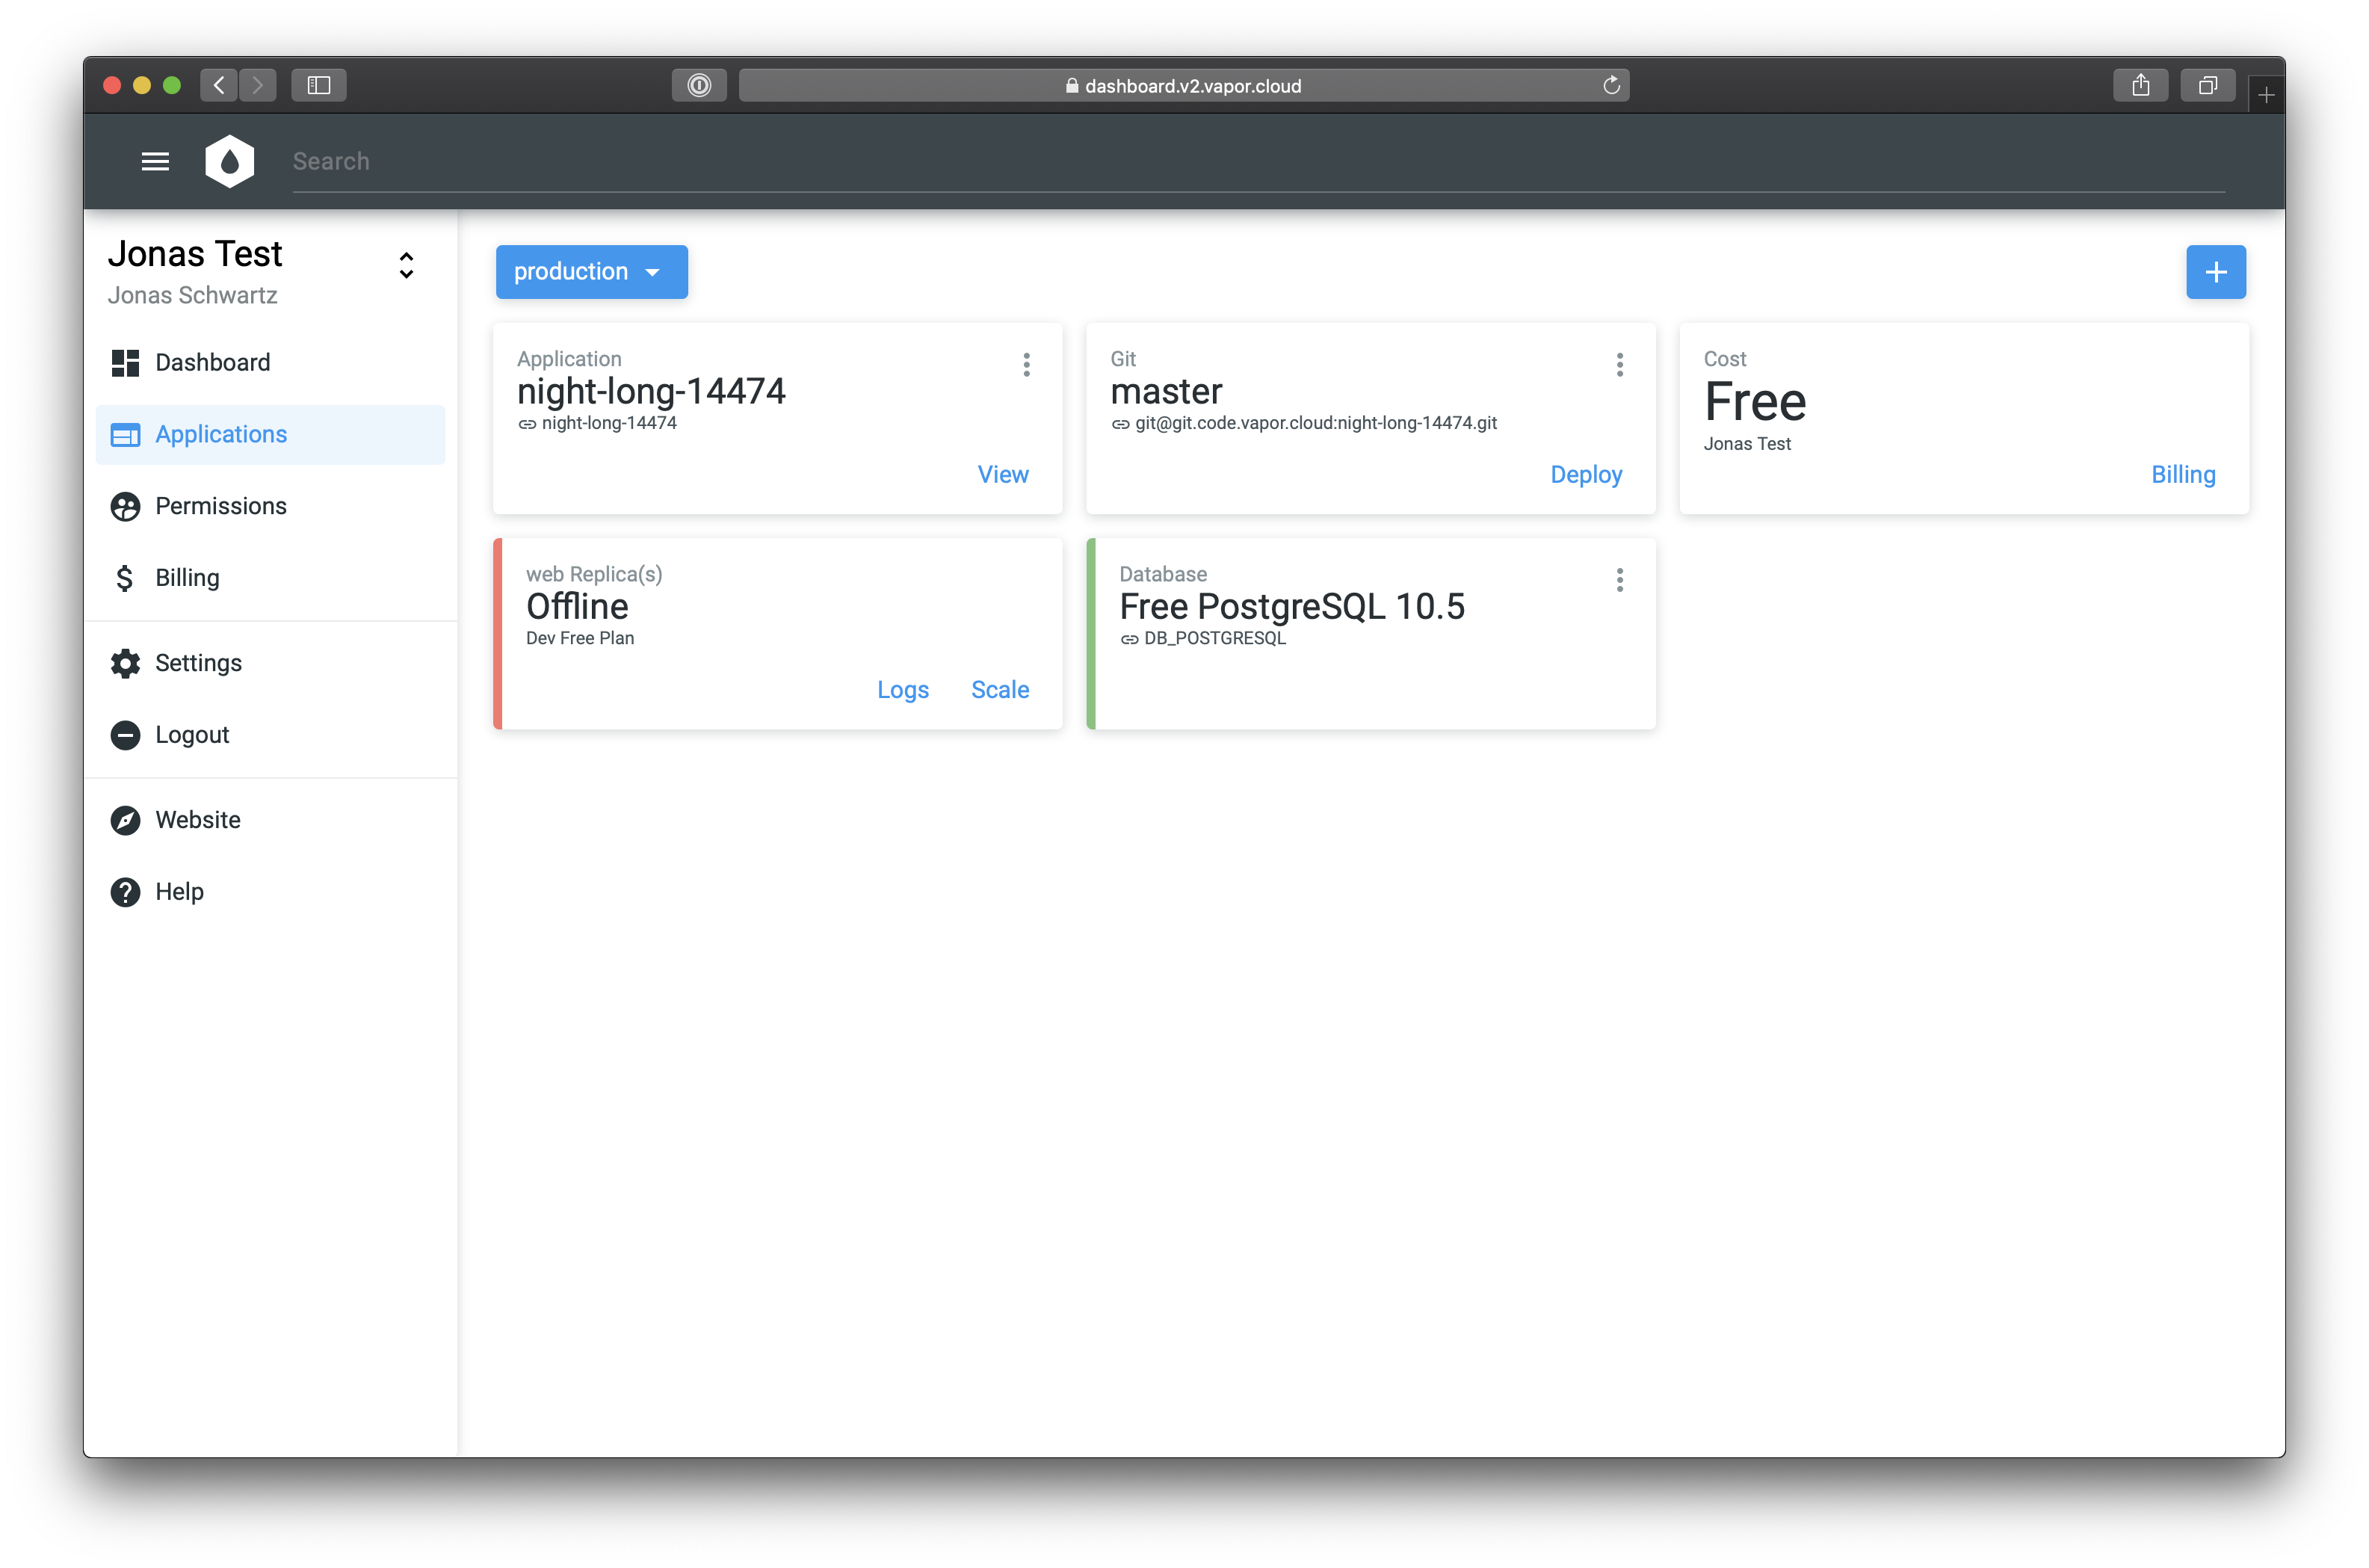 dashboard.v2.vapor.cloud
Search
Jonas Test
Jonas Schwartz
Dashboard
Applications
Permissions
Billing
Settings
Logout
Website
Help
production
Application
night-long-14474
night-long-14474
View
Git
master
git@git.code.vapor.cloud:night-long-14474.git
Deploy
Cost
Free
Jonas Test
Billing
web Replica(s)
Offline
Dev Free Plan
Logs Scale
Database
Free PostgreSQL 10.5
DB_POSTGRESQL